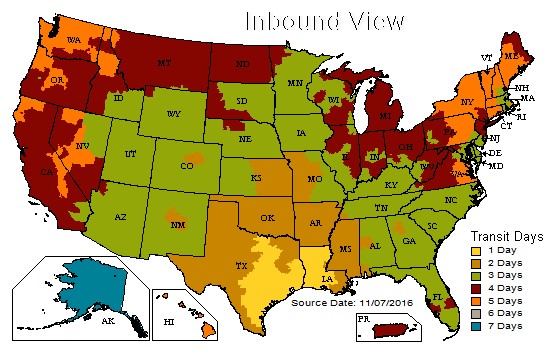 Inbound View
WA
MT
ND
MN
VT
ME
OR
ID
SD
WI
MI
NY
NH
MA
RI
CT
WY
NE
IA
IL
IN
OH
PA
NJ
DE
MD
NV
UT
CO
KS
MO
KY
WV
VA
CA
AZ
NM
OK
AR
TN
NC
SC
TX
LA
MS
AL
GA
FL
AK
HI
PR
Source Date: 11/07/2016
Transit Days
1 Day
2 Days
3 Days
4 Days
5 Days
6 Days
7 Days